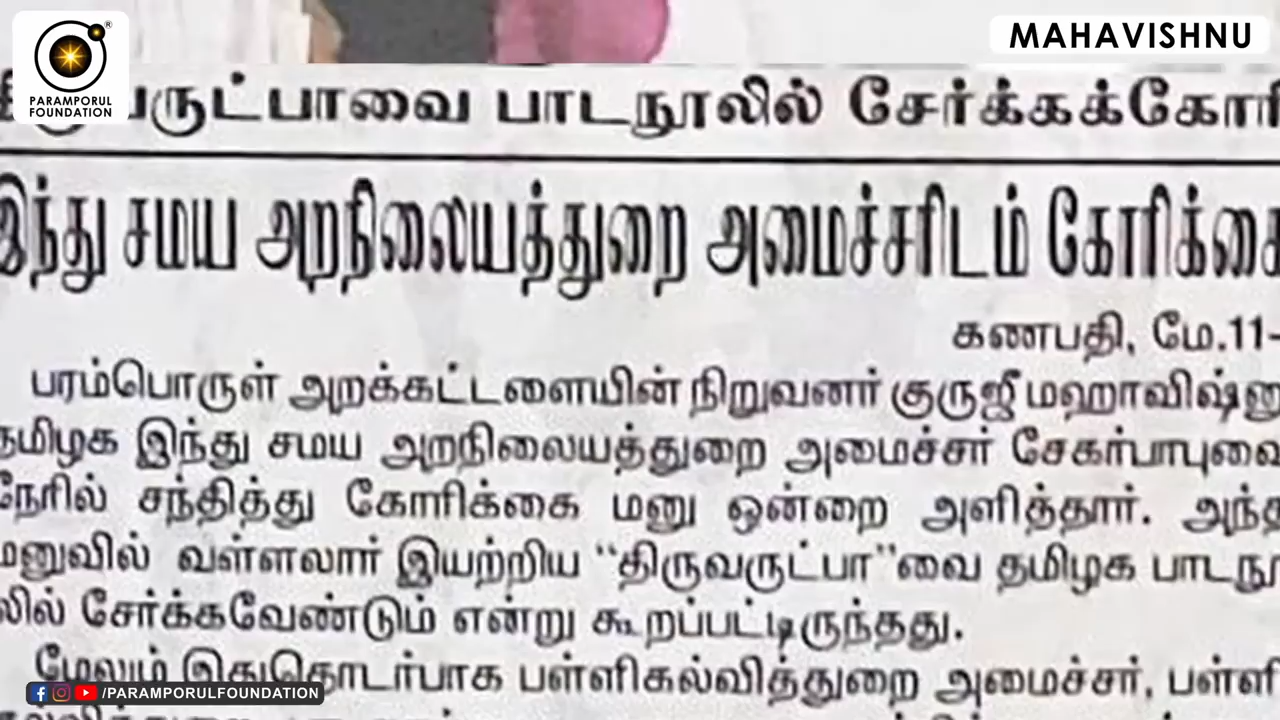 PARAMPORUL
FOUNDATION
®
MAHAVISHNU
பாடநூலில் சேர்க்கக்கோரி
இந்து சமய அறநிலையத்துறை அமைச்சரிடம் கோரிக்கை
கணபதி, மே.11-
பரம்பொருள் அறக்கட்டளையின் நிறுவனர் குருஜீ மஹாவிஷ்னு
தமிழக இந்து சமய அறநிலையத்துறை அமைச்சர் சேகர்பாபுவை
நேரில் சந்தித்து கோரிக்கை மனு ஒன்றை அளித்தார். அந்த
மனுவில் வள்ளலார் இயற்றிய “திருவருட்பா”வை தமிழக பாடநூ
லில் சேர்க்கவேண்டும் என்று கூறப்பட்டிருந்தது.
மேலும் இதுதொடர்பாக பள்ளிகல்வித்துறை அமைச்சர், பள்ளி
/PARAMPORULFOUNDATION